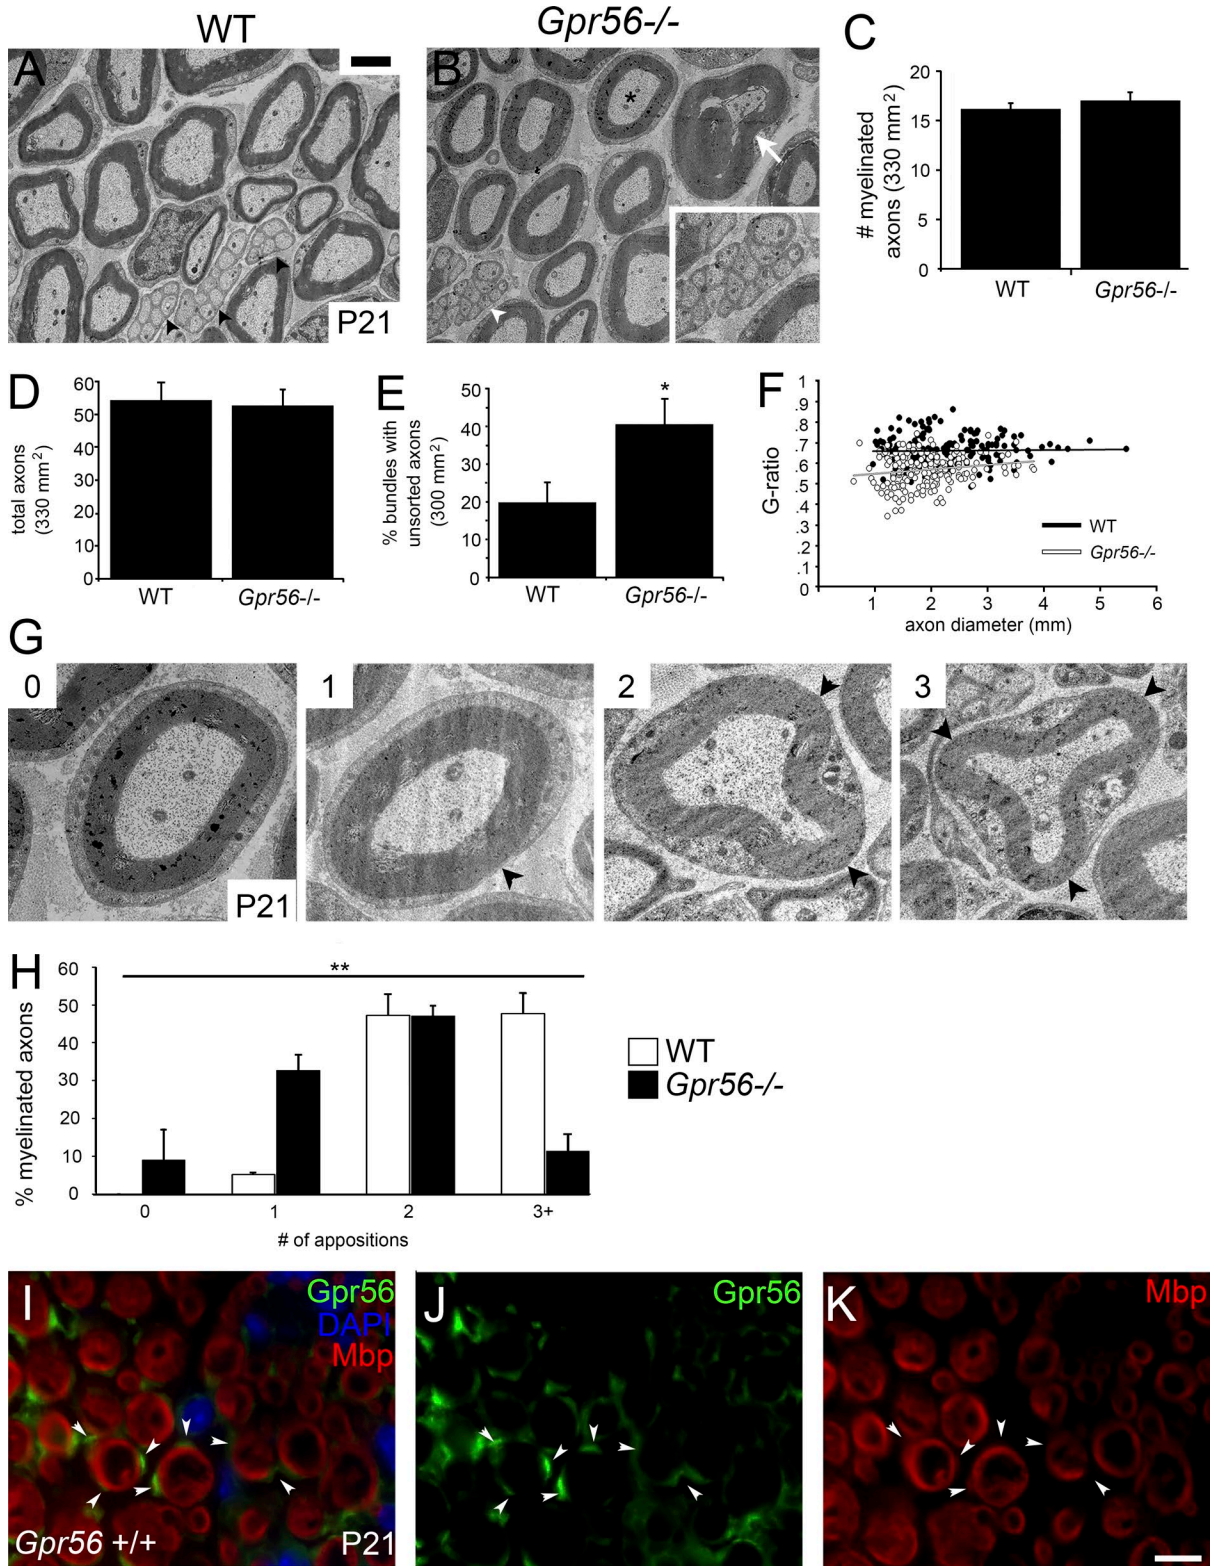 WT
Gpr56-/-
A
P21
B
*
C
# myelinated
axons (330 mm²)
20
15
10
5
0
WT
Gpr56-/-
D
total axons
(330 mm²)
60
50
40
30
20
10
0
WT
Gpr56-/-
E
% bundles with
unsorted axons
(300 mm²)
50
40
30
20
10
0
*
WT
Gpr56-/-
F
G-ratio
1
.9
.8
.7
.6
.5
.4
.3
.2
.1
0
WT
Gpr56-/-
1 2 3 4 5 6
axon diameter (mm)
G
0
P21
1
2
3
H
% myelinated axons
60
50
40
30
20
10
0
**
WT
Gpr56-/-
0 1 2 3+
# of appositions
I
Gpr56
DAPI
Mbp
Gpr56 +/+
P21
J
Gpr56
K
Mbp